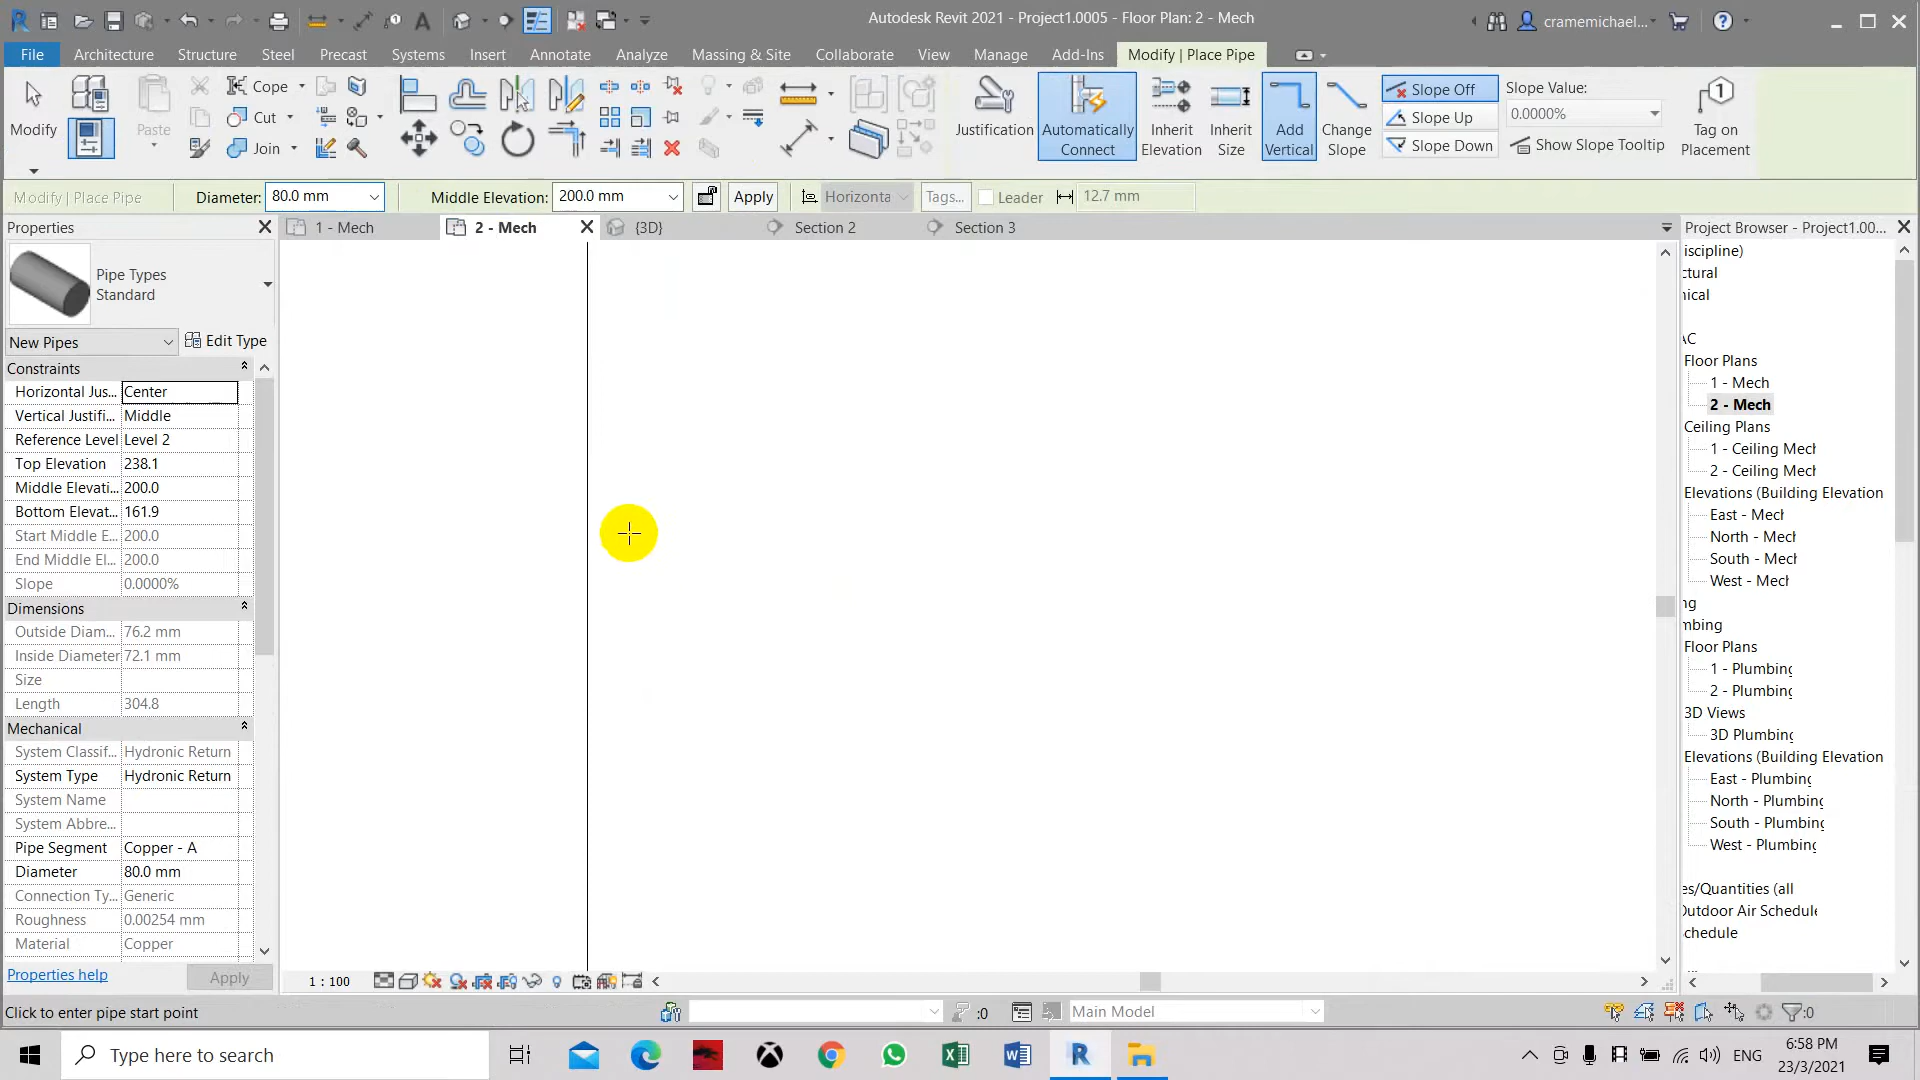 Autodesk Revit 2021 - Project1.0005 - Floor Plan: 2 - Mech
cramemichael...
File Architecture Structure Steel Precast Systems Insert Annotate Analyze Massing & Site Collaborate View Manage Add-Ins Modify | Place Pipe
Modify
Paste
Cope
Cut
Join
Justification
Automatically Connect
Inherit Elevation
Inherit Size
Add Vertical
Change Slope
Slope Off
Slope Up
Slope Down
Slope Value:
0.0000%
Show Slope Tooltip
Tag on Placement
Modify | Place Pipe Diameter: 80.0 mm Middle Elevation: 200.0 mm Apply Horizonta Tags... Leader 12.7 mm
Properties
1 - Mech 2 - Mech {3D} Section 2 Section 3
Project Browser - Project1.00...
Pipe Types
Standard
New Pipes Edit Type
Constraints
Horizontal Jus... Center
Vertical Justifi... Middle
Reference Level Level 2
Top Elevation 238.1
Middle Elevati... 200.0
Bottom Elevat... 161.9
Start Middle E... 200.0
End Middle El... 200.0
Slope 0.0000%
Dimensions
Outside Diam... 76.2 mm
Inside Diameter 72.1 mm
Size
Length 304.8
Mechanical
System Classif... Hydronic Return
System Type Hydronic Return
System Name
System Abbre...
Pipe Segment Copper - A
Diameter 80.0 mm
Connection Ty... Generic
Roughness 0.00254 mm
Material Copper
Properties help Apply
iscipline)
ctural
nical
AC
Floor Plans
1 - Mech
2 - Mech
Ceiling Plans
1 - Ceiling Mech
2 - Ceiling Mech
Elevations (Building Elevation
East - Mech
North - Mech
South - Mech
West - Mech
ng
mbing
Floor Plans
1 - Plumbing
2 - Plumbing
3D Views
3D Plumbing
Elevations (Building Elevation
East - Plumbing
North - Plumbing
South - Plumbing
West - Plumbing
es/Quantities (all
Outdoor Air Schedule
chedule
1 : 100
Click to enter pipe start point
:0
Main Model
:0
Type here to search
ENG
6:58 PM
23/3/2021